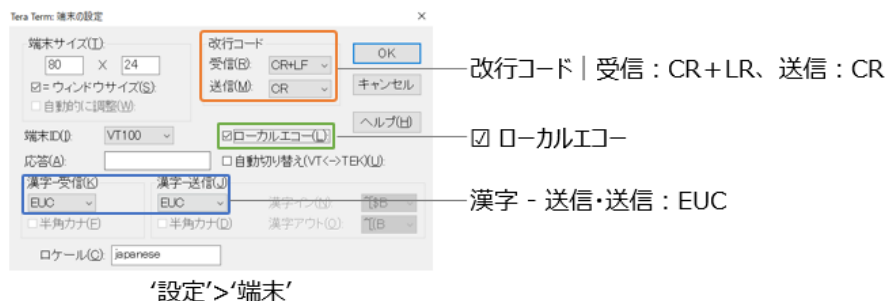 Tera Term: 端末の設定
端末サイズ(T):
80 X 24
☑=ウィンドウサイズ(S):
□自動的に調整(W):
改行コード
受信(R): CR+LF
送信(M): CR
OK
キャンセル
ヘルプ(H)
改行コード｜受信：CR+LR、送信：CR
端末ID(I): VT100
☑ローカルエコー(L):
☑ ローカルエコー
応答(A):
□自動切り替え(VT<->TEK)(U):
漢字-受信(K)
EUC
□半角カナ(F)
漢字-送信(J)
EUC
□半角カナ(D)
漢字イン(N): ^[$B
漢字アウト(O): ^[(B
漢字 - 送信・送信：EUC
ロケール(C): japanese
‘設定’>‘端末’